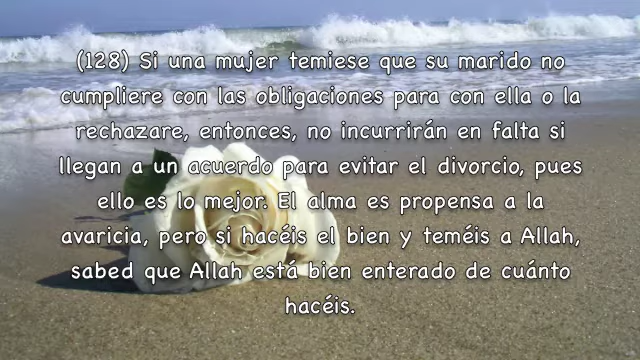 (128) Si una mujer temiese que su marido no
cumpliere con las obligaciones para con ella o la
rechazare, entonces, no incurrirán en falta si
llegan a un acuerdo para evitar el divorcio, pues
ello es lo mejor. El alma es propensa a la
avaricia, pero si hacéis el bien y teméis a Allah,
sabed que Allah está bien enterado de cuánto
hacéis.